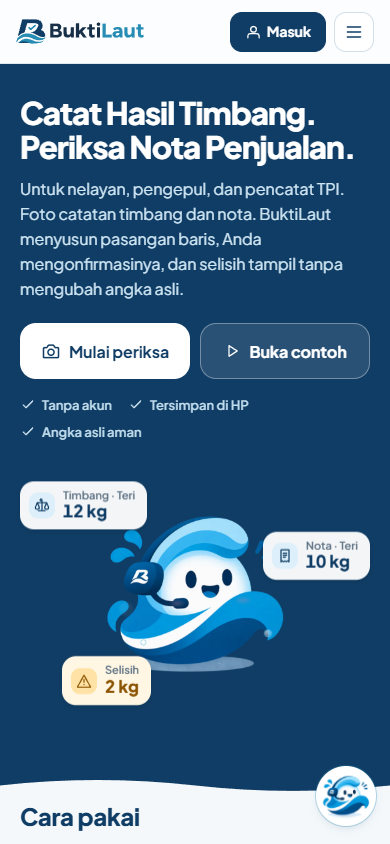 BuktiLaut
Masuk
Catat Hasil Timbang.
Periksa Nota Penjualan.
Untuk nelayan, pengepul, dan pencatat TPI.
Foto catatan timbang dan nota. BuktiLaut
menyusun pasangan baris, Anda
mengonfirmasinya, dan selisih tampil tanpa
mengubah angka asli.
Mulai periksa
Buka contoh
Tanpa akun
Tersimpan di HP
Angka asli aman
Timbang · Teri
12 kg
Nota · Teri
10 kg
Selisih
2 kg
Cara pakai